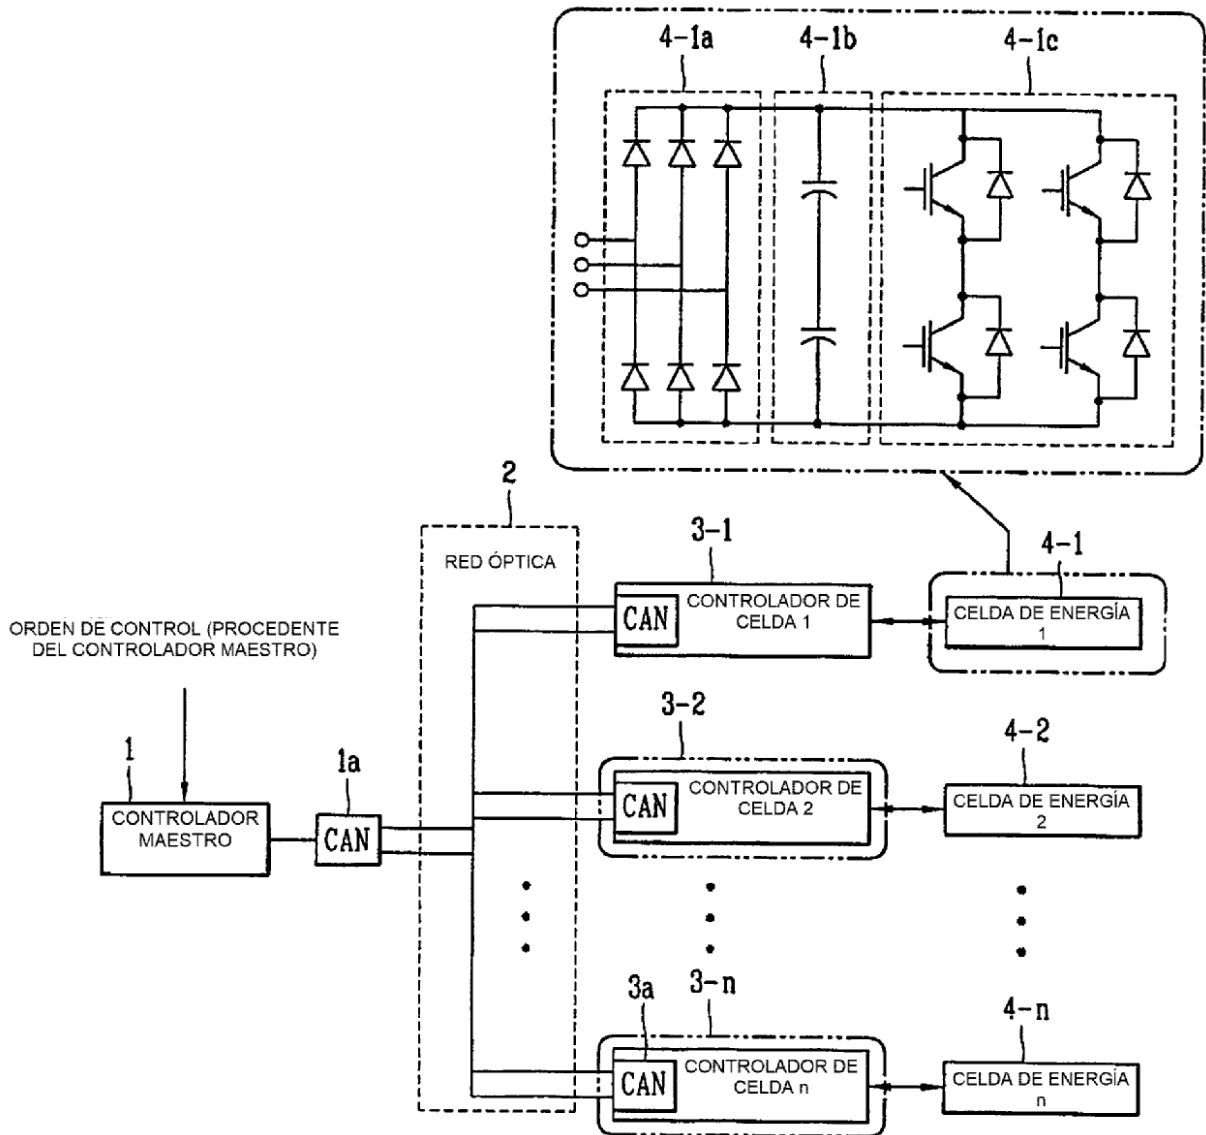 4-1a
4-1b
4-1c
2
RED ÓPTICA
3-1
CAN
CONTROLADOR DE
CELDA 1
4-1
CELDA DE ENERGÍA
1
ORDEN DE CONTROL (PROCEDENTE
DEL CONTROLADOR MAESTRO)
1
CONTROLADOR
MAESTRO
1a
CAN
3-2
CAN
CONTROLADOR DE
CELDA 2
4-2
CELDA DE ENERGÍA
2
3a
3-n
CAN
CONTROLADOR DE
CELDA n
4-n
CELDA DE ENERGÍA
n